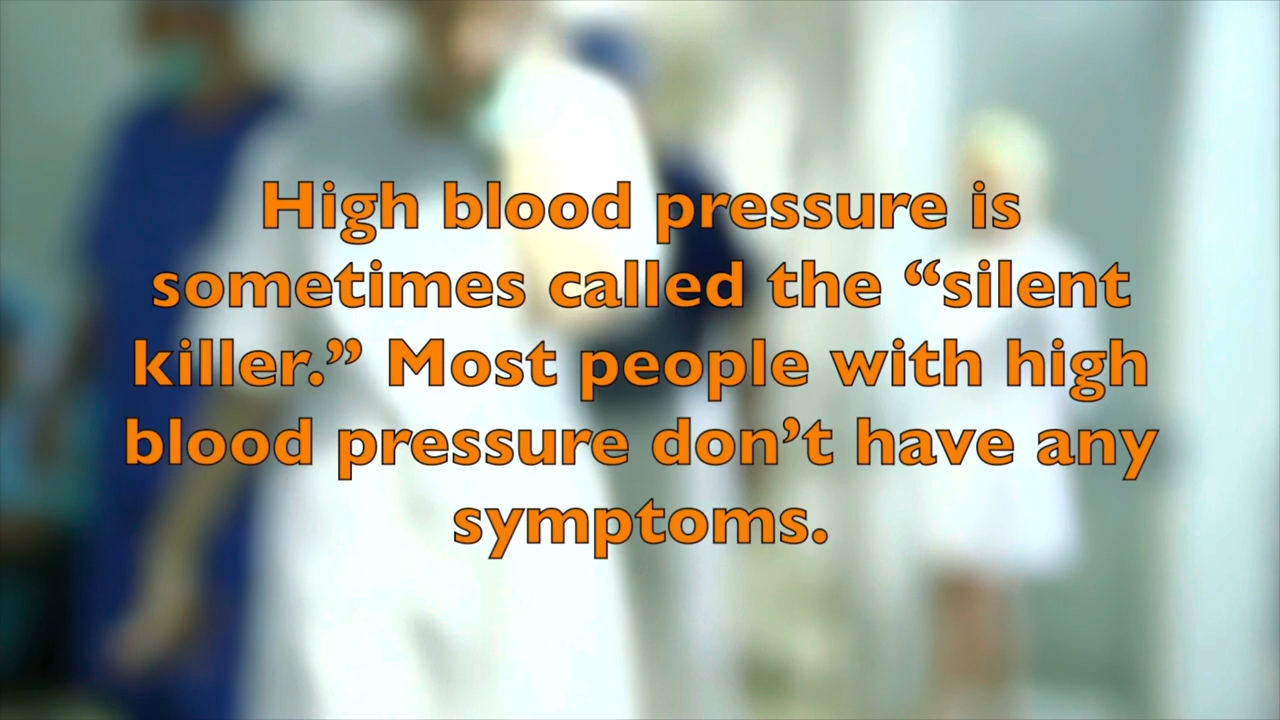 High blood pressure is
sometimes called the “silent
killer.” Most people with high
blood pressure don’t have any
symptoms.